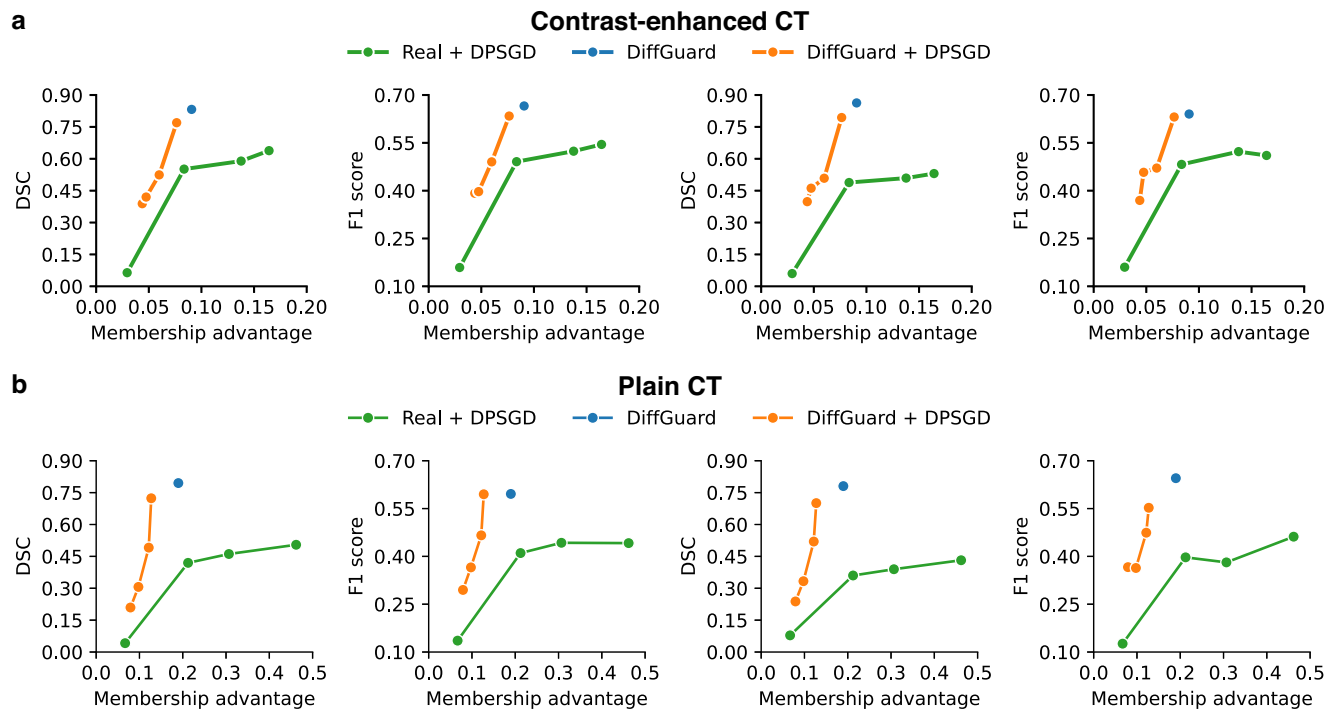 a
Contrast-enhanced CT
Real + DPSGD DiffGuard DiffGuard + DPSGD
DSC
0.90
0.75
0.60
0.45
0.30
0.15
0.00
0.00 0.05 0.10 0.15 0.20
Membership advantage
F1 score
0.70
0.55
0.40
0.25
0.10
0.00 0.05 0.10 0.15 0.20
Membership advantage
DSC
0.90
0.75
0.60
0.45
0.30
0.15
0.00
0.00 0.05 0.10 0.15 0.20
Membership advantage
F1 score
0.70
0.55
0.40
0.25
0.10
0.00 0.05 0.10 0.15 0.20
Membership advantage
b
Plain CT
Real + DPSGD DiffGuard DiffGuard + DPSGD
DSC
0.90
0.75
0.60
0.45
0.30
0.15
0.00
0.0 0.1 0.2 0.3 0.4 0.5
Membership advantage
F1 score
0.70
0.55
0.40
0.25
0.10
0.0 0.1 0.2 0.3 0.4 0.5
Membership advantage
DSC
0.90
0.75
0.60
0.45
0.30
0.15
0.00
0.0 0.1 0.2 0.3 0.4 0.5
Membership advantage
F1 score
0.70
0.55
0.40
0.25
0.10
0.0 0.1 0.2 0.3 0.4 0.5
Membership advantage